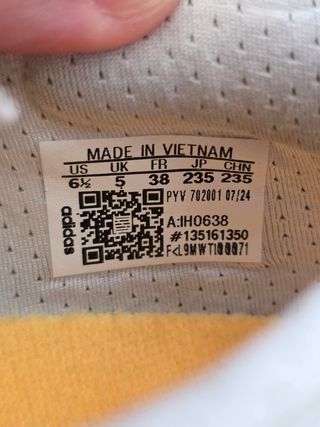 MADE IN VIETNAM
US UK FR JP CHN
6½ 5 38 235 235
PYV 702001 07/24
A:IH0638
#135161350
adidas